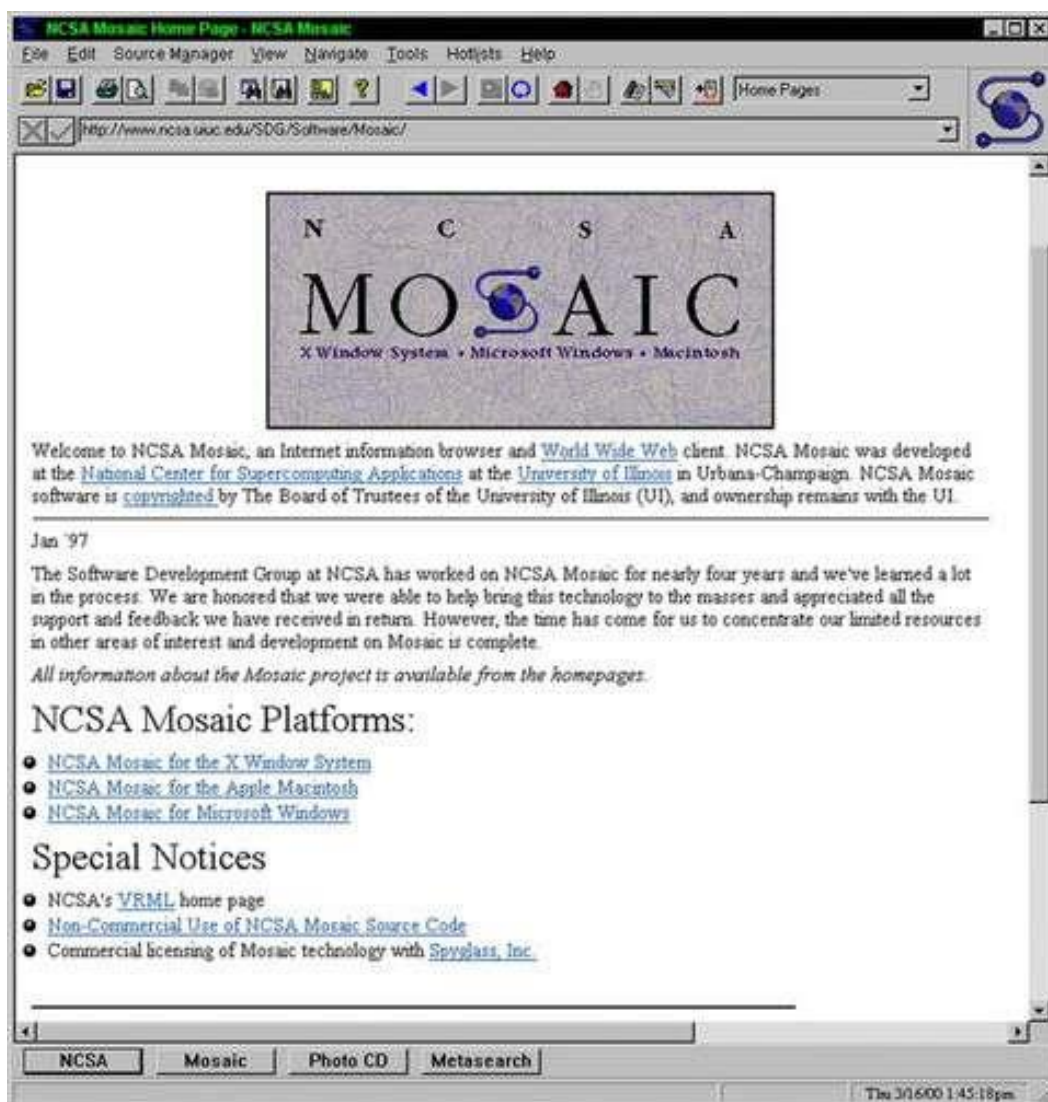 NCSA Mosaic Home Page - NCSA Mosaic
File Edit Source Manager View Navigate Tools Hotlists Help
Home Pages
http://www.ncsa.uiuc.edu/SDG/Software/Mosaic/
N C S A
MOSAIC
X Window System • Microsoft Windows • Macintosh
Welcome to NCSA Mosaic, an Internet information browser and World Wide Web client. NCSA Mosaic was developed
at the National Center for Supercomputing Applications at the University of Illinois in Urbana-Champaign. NCSA Mosaic
software is copyrighted by The Board of Trustees of the University of Illinois (UI), and ownership remains with the UI.
Jan '97
The Software Development Group at NCSA has worked on NCSA Mosaic for nearly four years and we've learned a lot
in the process. We are honored that we were able to help bring this technology to the masses and appreciated all the
support and feedback we have received in return. However, the time has come for us to concentrate our limited resources
in other areas of interest and development on Mosaic is complete.
All information about the Mosaic project is available from the homepages.
NCSA Mosaic Platforms:
NCSA Mosaic for the X Window System
NCSA Mosaic for the Apple Macintosh
NCSA Mosaic for Microsoft Windows
Special Notices
NCSA's VRML home page
Non-Commercial Use of NCSA Mosaic Source Code
Commercial licensing of Mosaic technology with Spyglass, Inc.
NCSA Mosaic Photo CD Metasearch
Thu 3/16/00 1:45:18pm